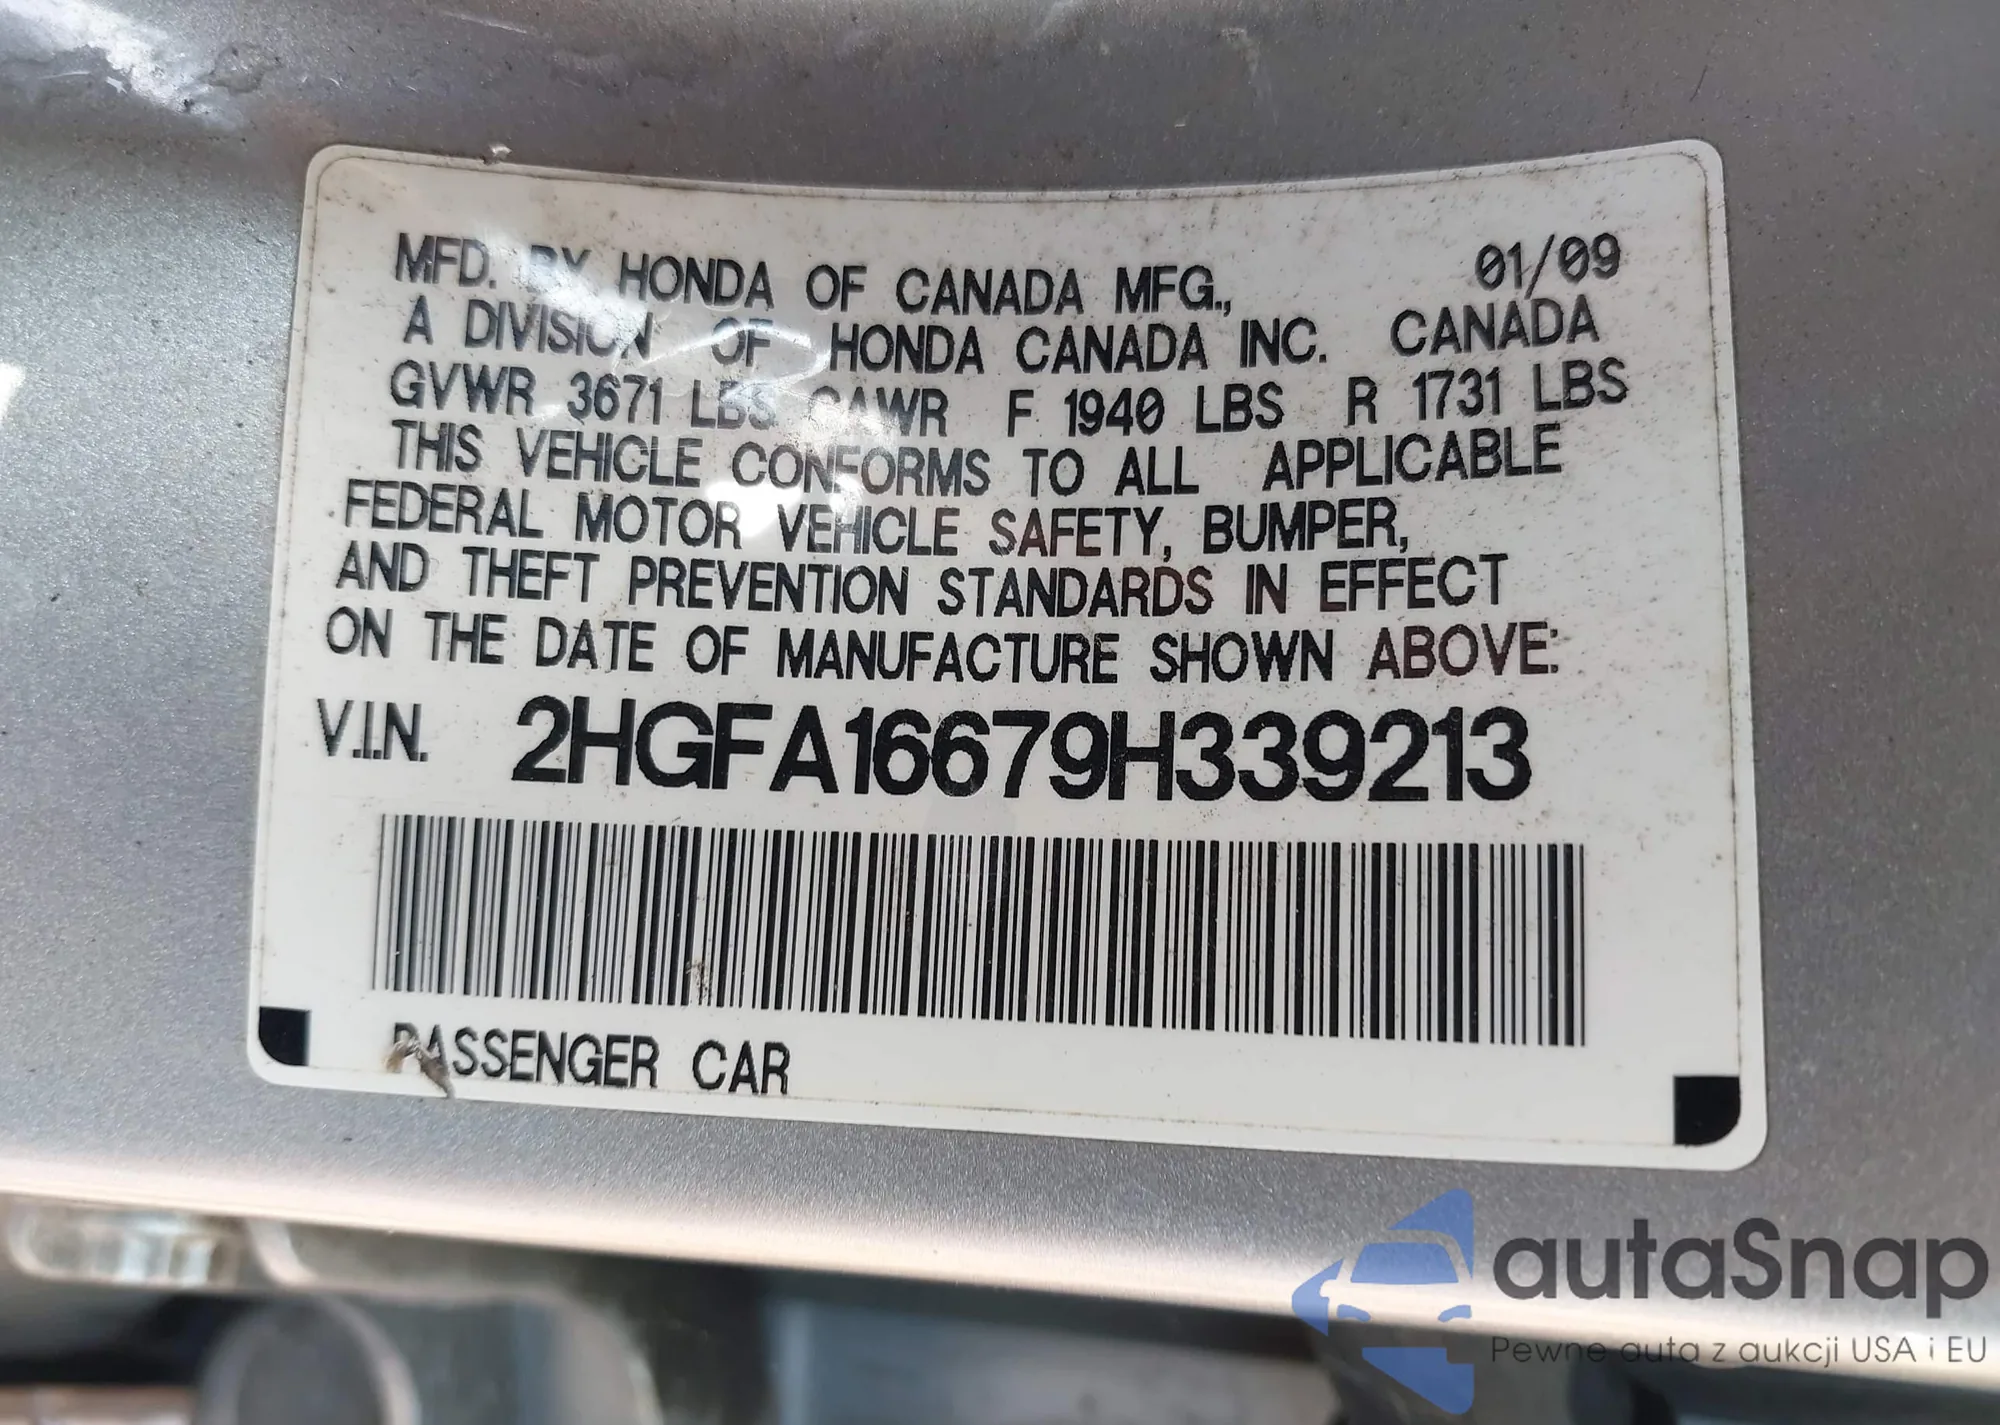 MFD. BY HONDA OF CANADA MFG., 01/09
A DIVISION OF HONDA CANADA INC. CANADA
GVWR 3671 LBS GAWR F 1940 LBS R 1731 LBS
THIS VEHICLE CONFORMS TO ALL APPLICABLE
FEDERAL MOTOR VEHICLE SAFETY, BUMPER,
AND THEFT PREVENTION STANDARDS IN EFFECT
ON THE DATE OF MANUFACTURE SHOWN ABOVE:
V.I.N. 2HGFA16679H339213
PASSENGER CAR
autaSnap
Pewne auta z aukcji USA i EU